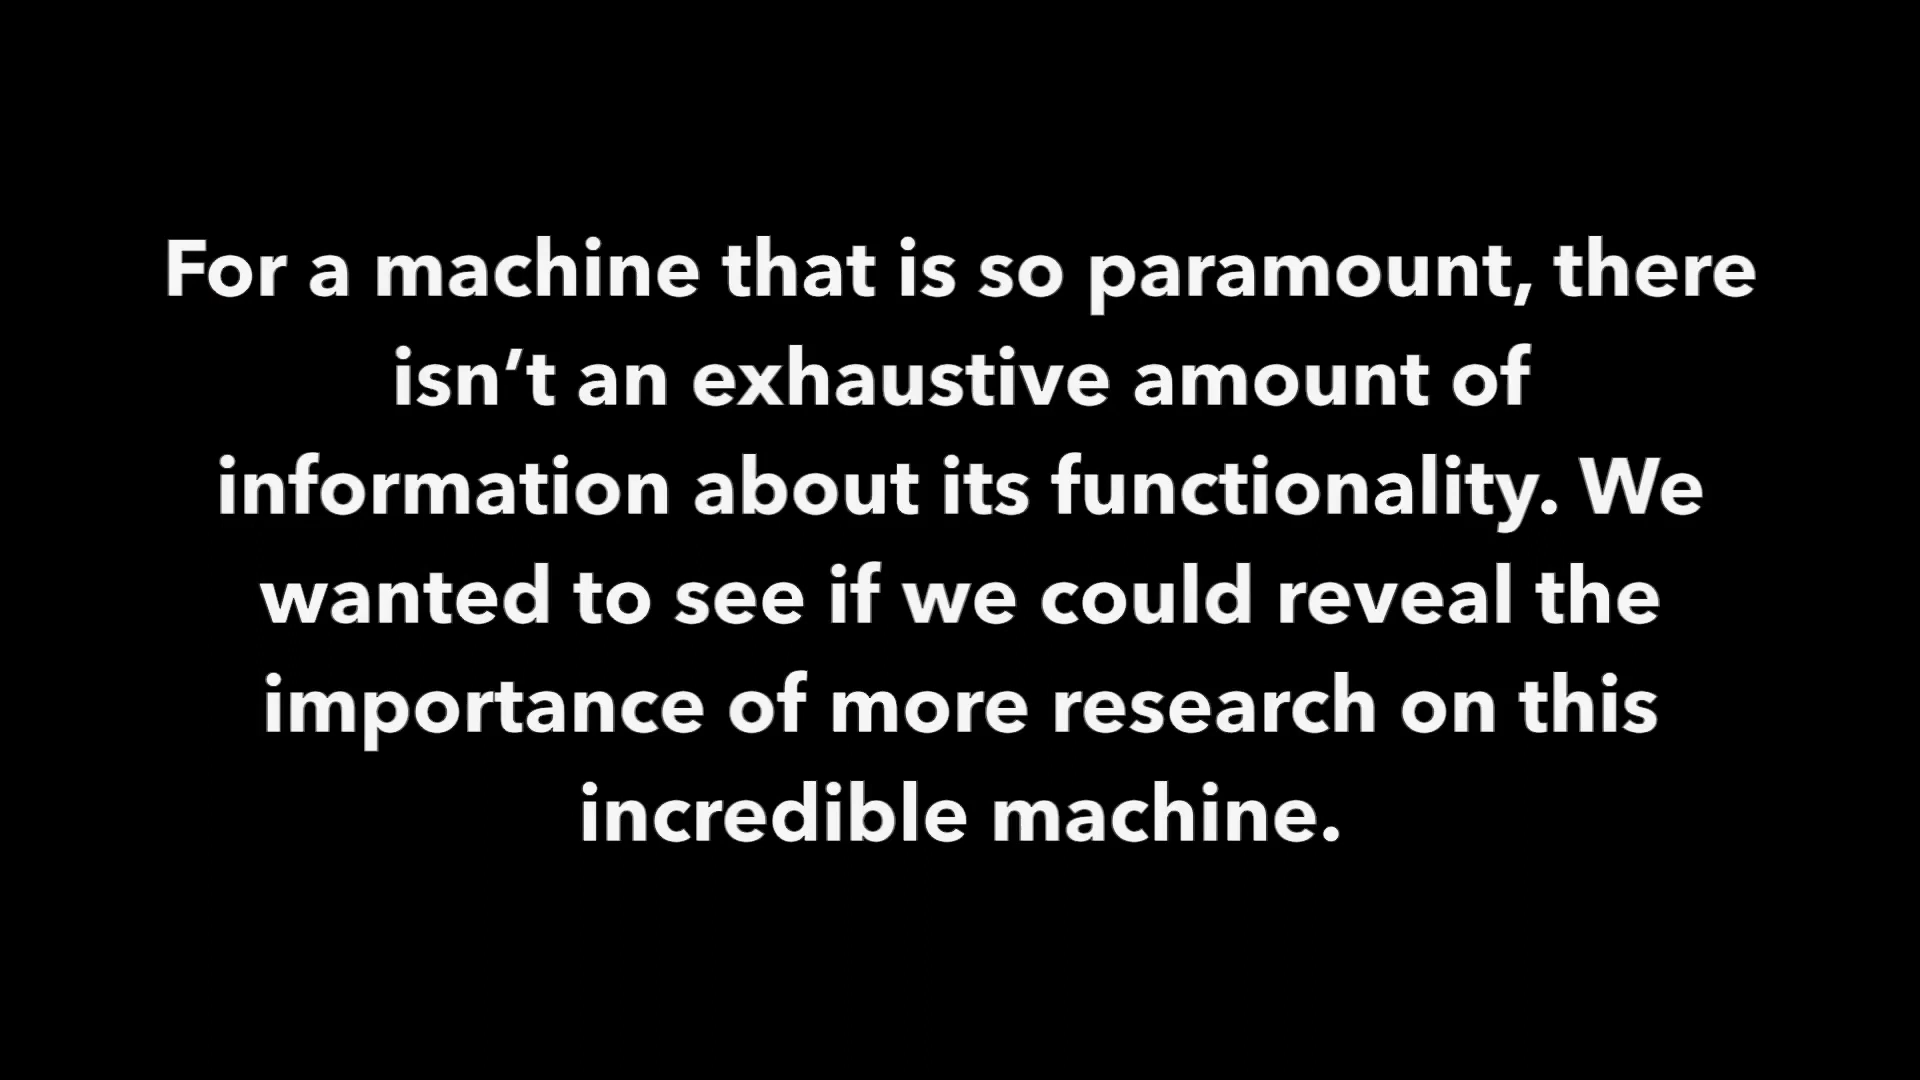 For a machine that is so paramount, there
isn’t an exhaustive amount of
information about its functionality. We
wanted to see if we could reveal the
importance of more research on this
incredible machine.